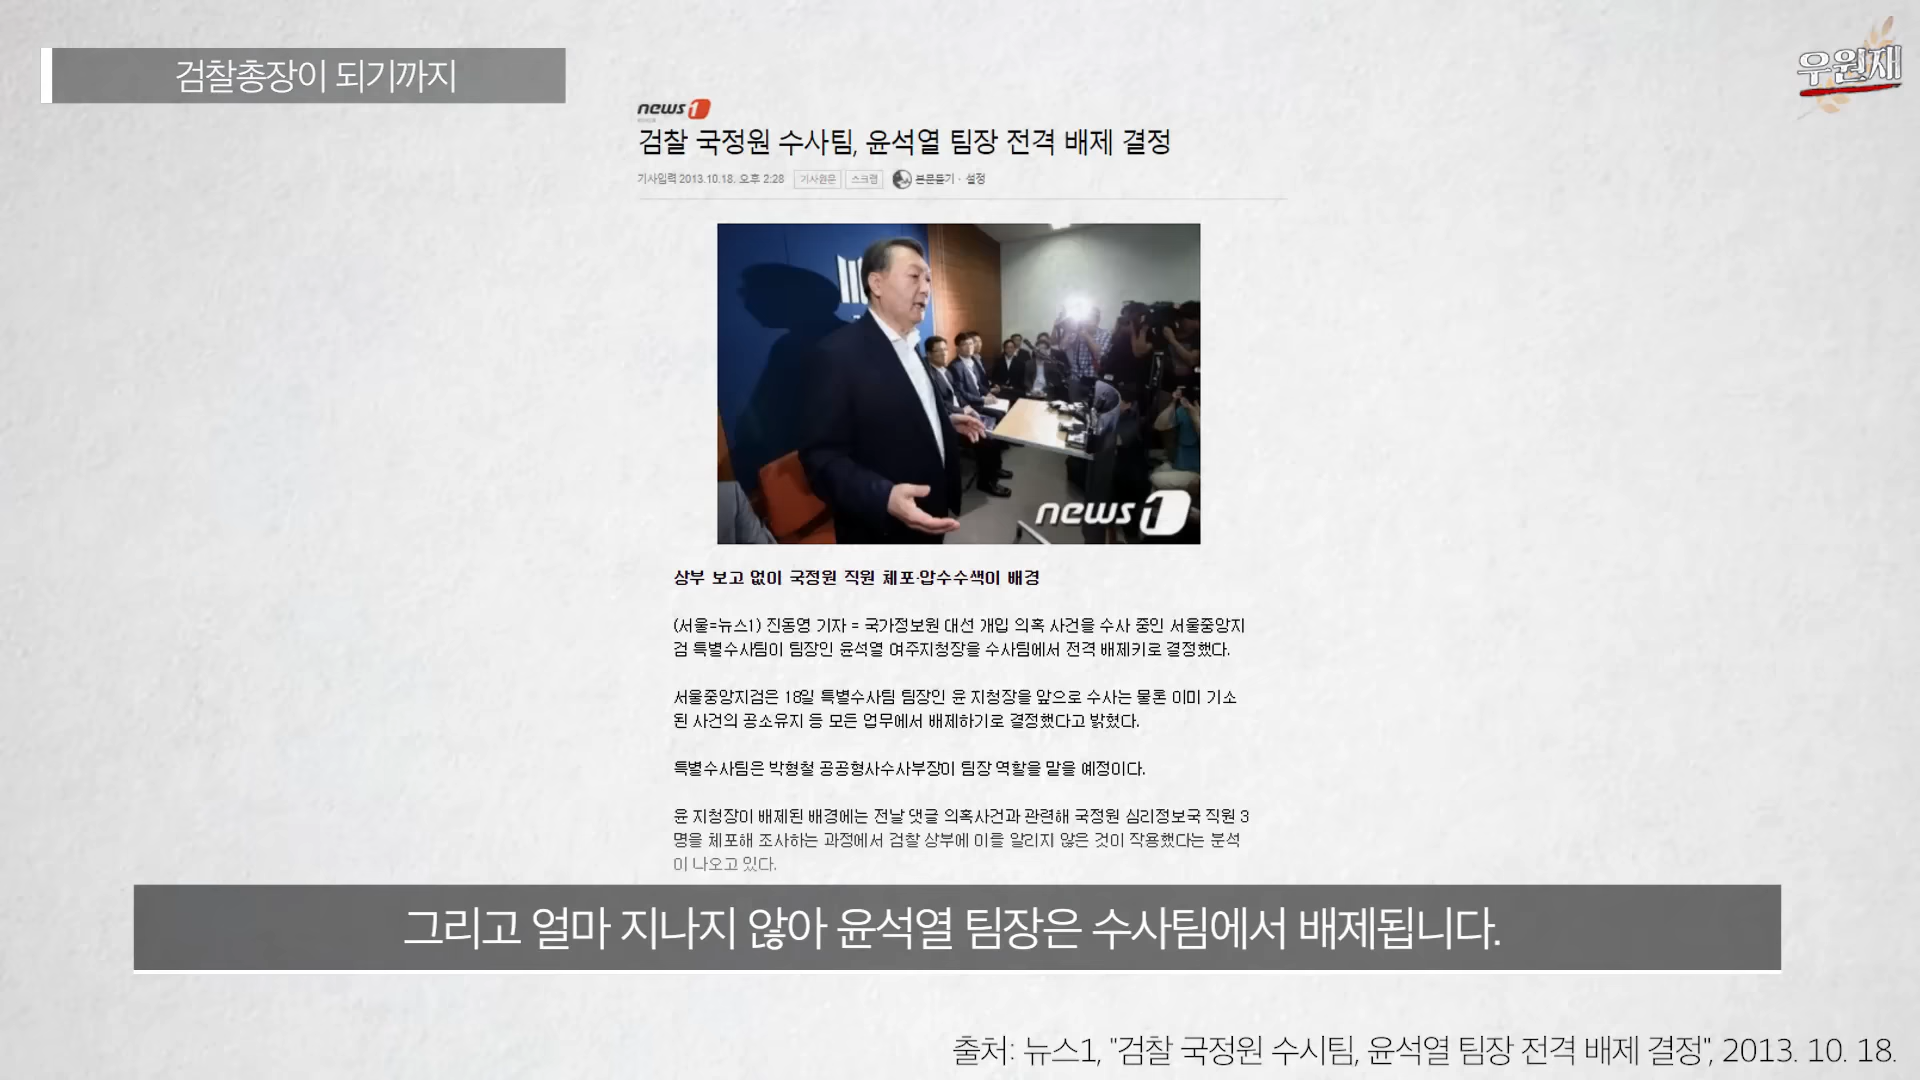 검찰총장이 되기까지
우원재
news1
검찰 국정원 수사팀, 윤석열 팀장 전격 배제 결정
기사입력 2013.10.18. 오후 2:28 기사원문 스크랩 본문듣기 · 설정
news1
상부 보고 없이 국정원 직원 체포·압수수색이 배경
(서울=뉴스1) 진동영 기자 = 국가정보원 대선 개입 의혹 사건을 수사 중인 서울중앙지
검 특별수사팀이 팀장인 윤석열 여주지청장을 수사팀에서 전격 배제키로 결정했다.
서울중앙지검은 18일 특별수사팀 팀장인 윤 지청장을 앞으로 수사는 물론 이미 기소
된 사건의 공소유지 등 모든 업무에서 배제하기로 결정했다고 밝혔다.
특별수사팀은 박형철 공공형사수사부장이 팀장 역할을 맡을 예정이다.
윤 지청장이 배제된 배경에는 전날 댓글 의혹사건과 관련해 국정원 심리정보국 직원 3
명을 체포해 조사하는 과정에서 검찰 상부에 이를 알리지 않은 것이 작용했다는 분석
이 나오고 있다.
그리고 얼마 지나지 않아 윤석열 팀장은 수사팀에서 배제됩니다.
출처: 뉴스1, "검찰 국정원 수시팀, 윤석열 팀장 전격 배제 결정", 2013. 10. 18.